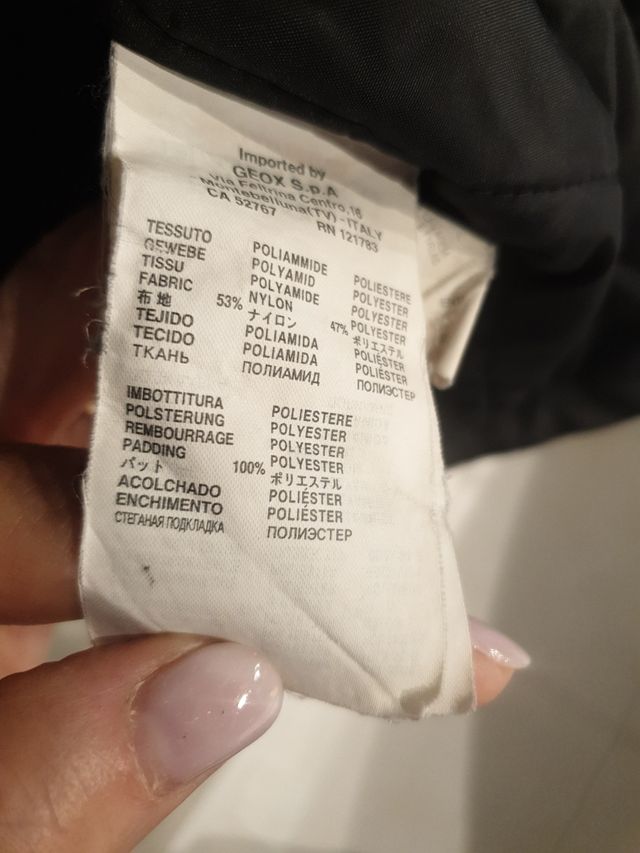 Imported by
GEOX S.p.A
Via Feltrina Centro,16
Montebelluna(TV) - ITALY
CA 52767 RN 121783
TESSUTO
GEWEBE
TISSU
FABRIC
布地
TEJIDO
TECIDO
ТКАНЬ
53%
POLIAMMIDE
POLYAMID
POLYAMIDE
NYLON
ナイロン
POLIAMIDA
POLIAMIDA
ПОЛИАМИД
47%
POLIESTERE
POLYESTER
POLYESTER
POLYESTER
ポリエステル
POLIÉSTER
POLIÉSTER
ПОЛИЭСТЕР
IMBOTTITURA
POLSTERUNG
REMBOURRAGE
PADDING
パット
ACOLCHADO
ENCHIMENTO
СТЕГАНАЯ ПОДКЛАДКА
100%
POLIESTERE
POLYESTER
POLYESTER
POLYESTER
ポリエステル
POLIÉSTER
POLIÉSTER
ПОЛИЭСТЕР